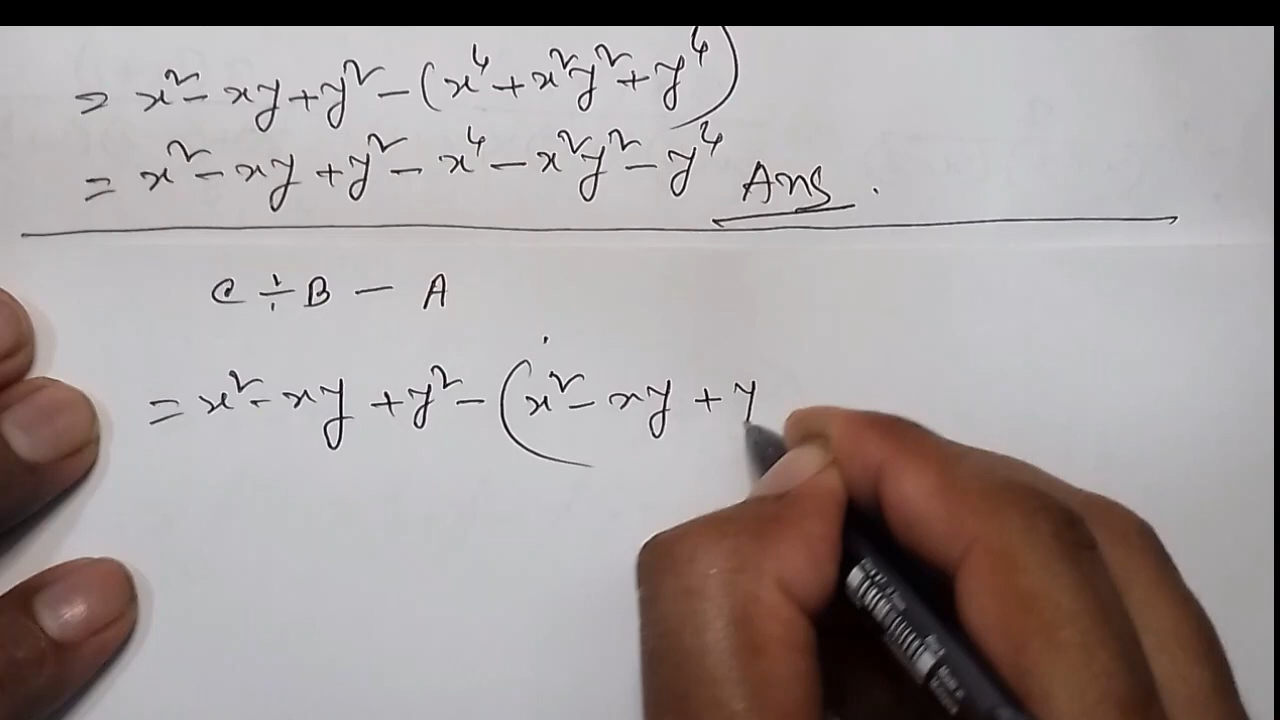 = x² - xy + y² - (x⁴ + x²y² + y⁴)
= x² - xy + y² - x⁴ - x²y² - y⁴ Ans.
C ÷ B - A
= x² - xy + y² - (x² - xy + y